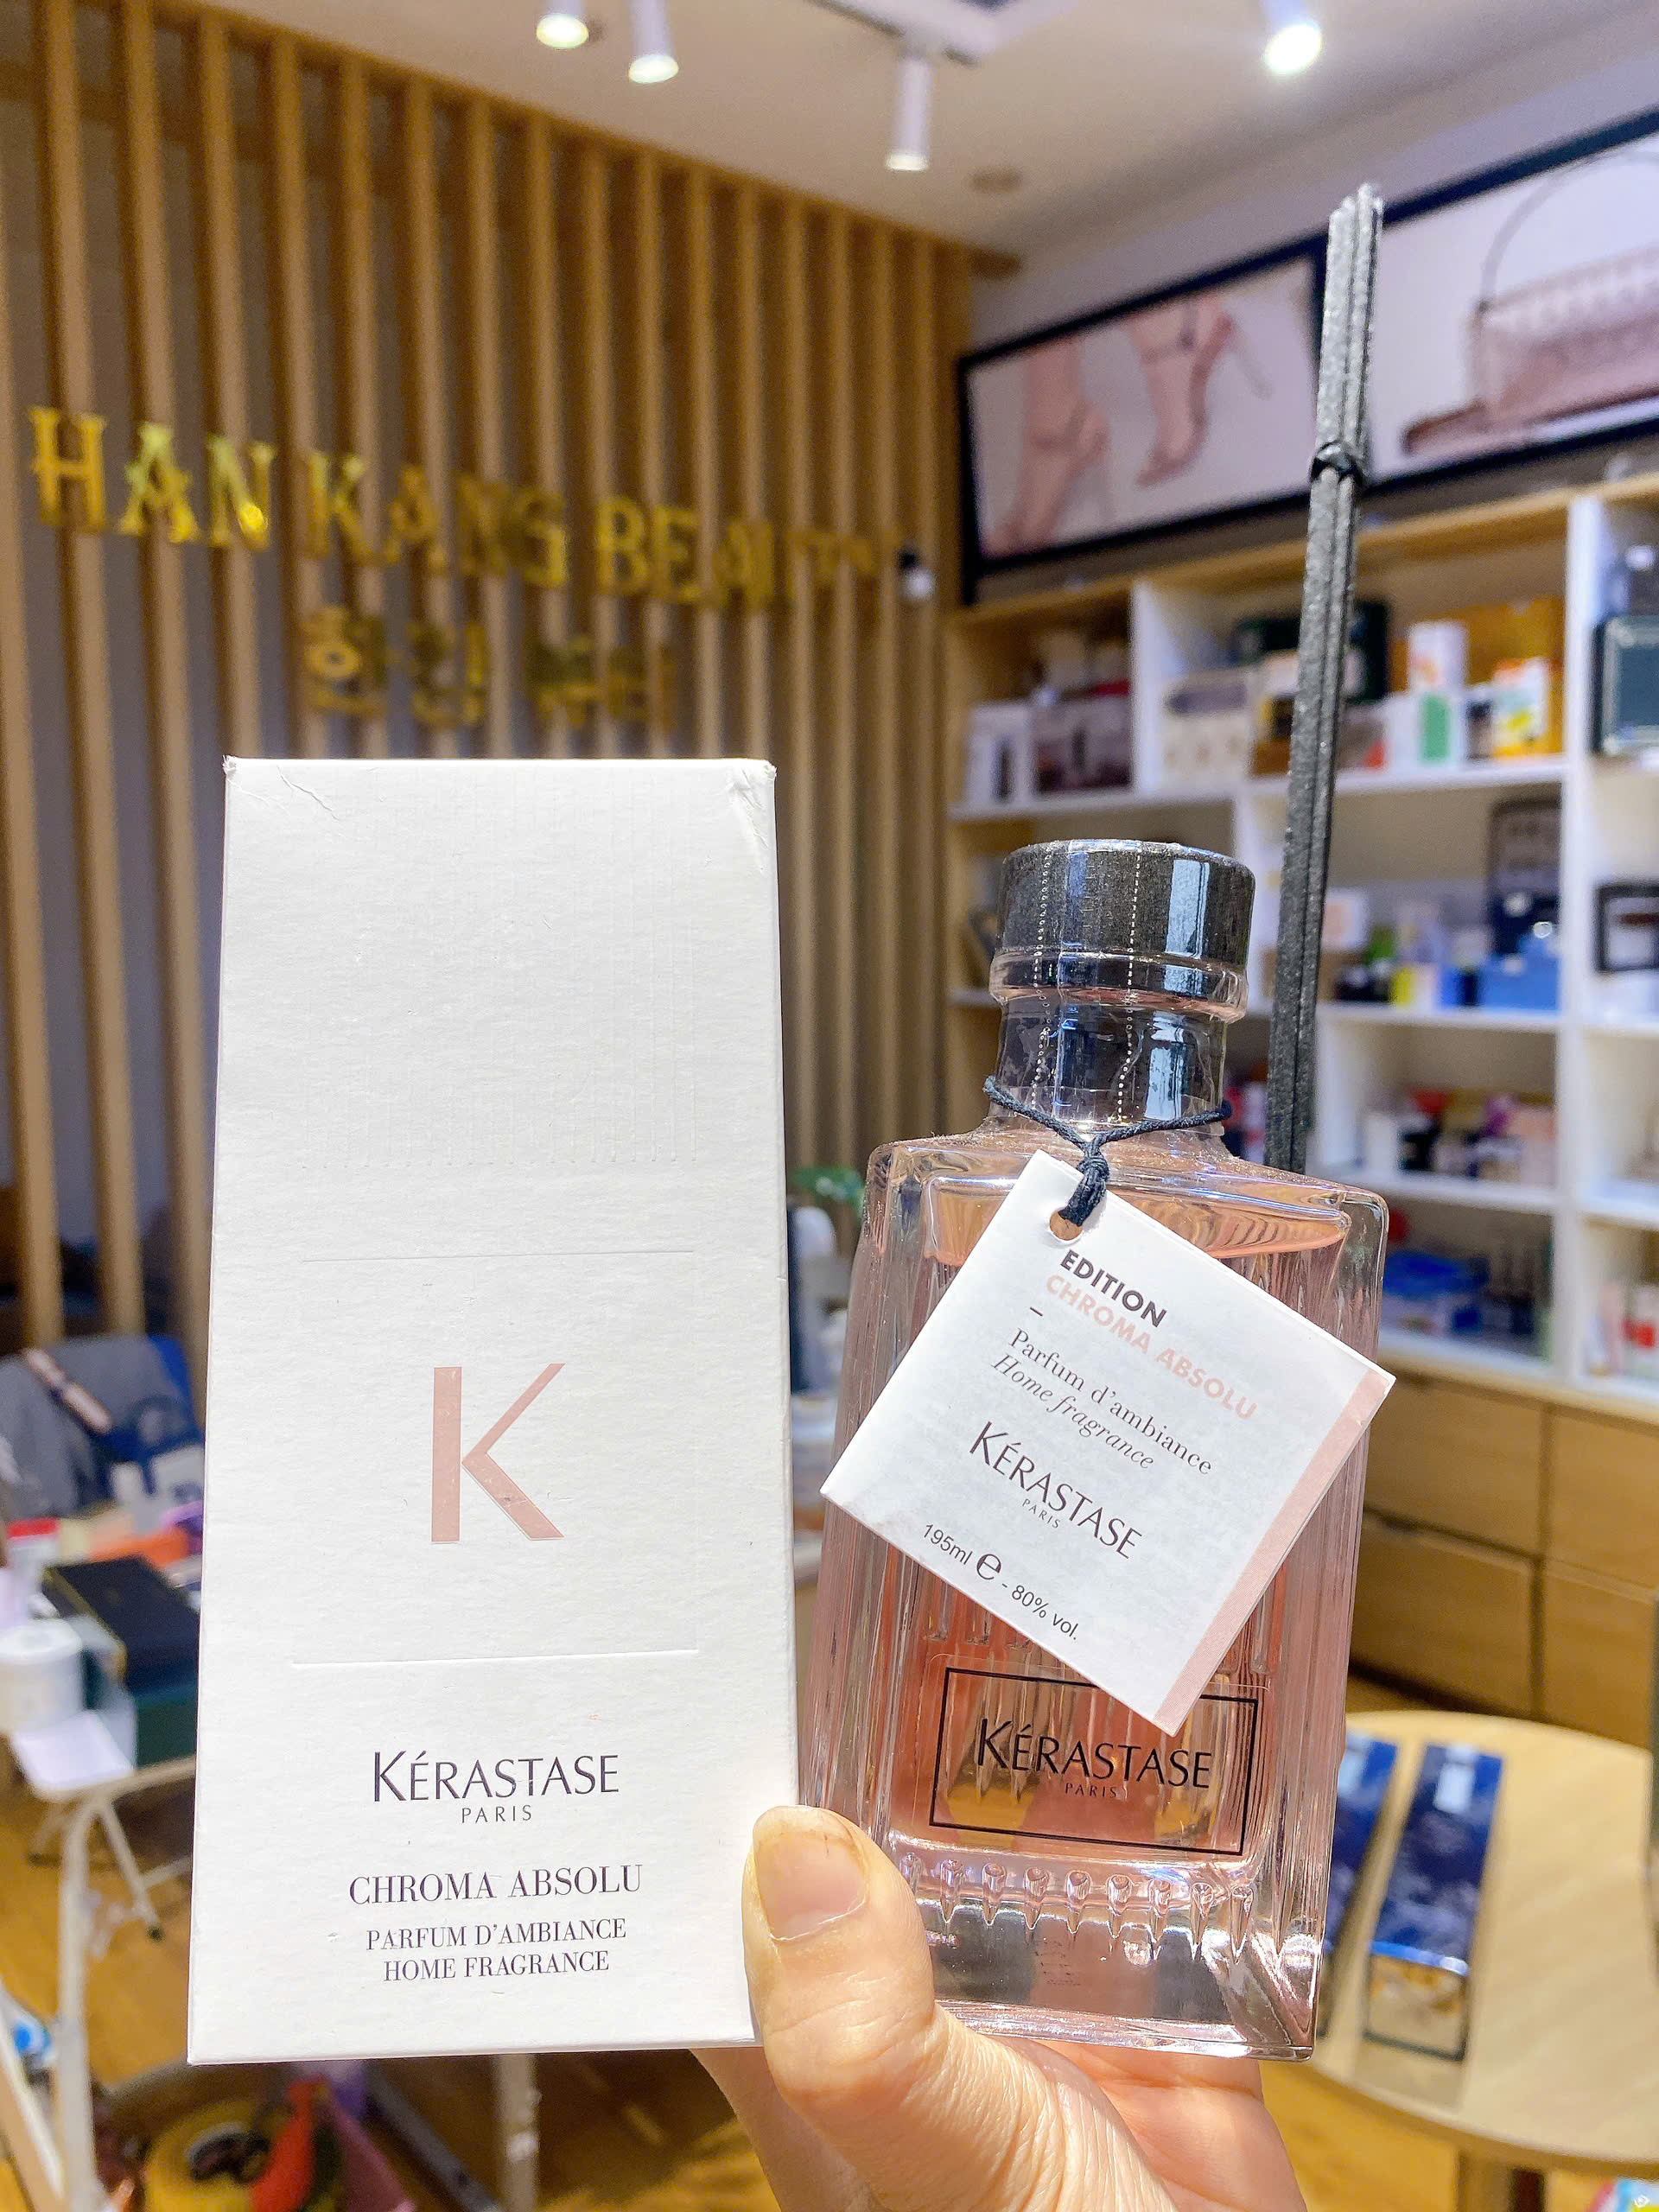 HAN KANG BEAUTY
K
KÉRASTASE
PARIS
CHROMA ABSOLU
PARFUM D'AMBIANCE
HOME FRAGRANCE
EDITION
CHROMA ABSOLU
–
Parfum d'ambiance
Home fragrance
KÉRASTASE
PARIS
195ml ℮ - 80% vol.
KÉRASTASE
PARIS